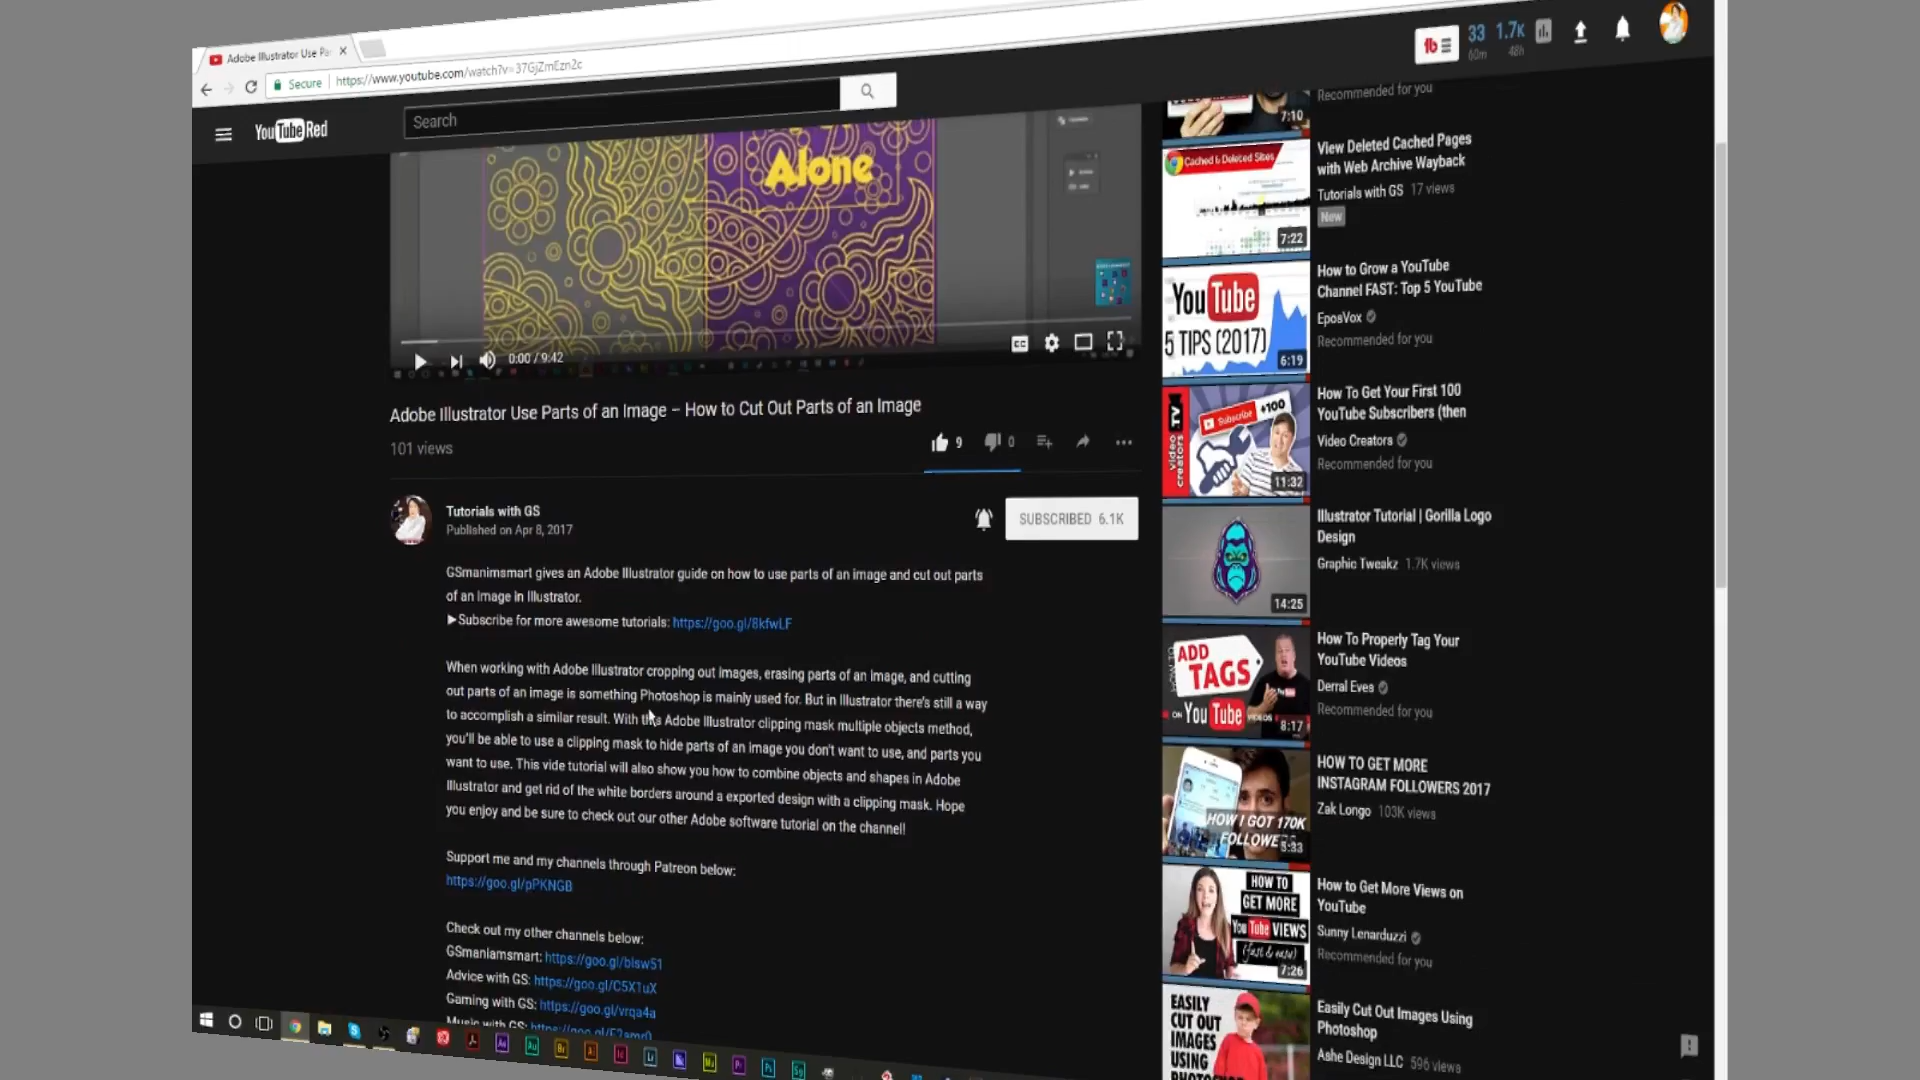 Adobe Illustrator Use Pa
Secure
https://www.youtube.com/watch?v=37GjZmEzn2c
33
60m
1.7K
48h
YouTube Red
Search
Alone
0:00 / 9:42
CC
Adobe Illustrator Use Parts of an Image – How to Cut Out Parts of an Image
101 views
9
0
Tutorials with GS
Published on Apr 8, 2017
SUBSCRIBED 6.1K
GSmanimsmart gives an Adobe Illustrator guide on how to use parts of an image and cut out parts
of an image in Illustrator.
►Subscribe for more awesome tutorials: https://goo.gl/8kfwLF
When working with Adobe Illustrator cropping out images, erasing parts of an image, and cutting
out parts of an image is something Photoshop is mainly used for. But in Illustrator there's still a way
to accomplish a similar result. With this Adobe Illustrator clipping mask multiple objects method,
you'll be able to use a clipping mask to hide parts of an image you don't want to use, and parts you
want to use. This vide tutorial will also show you how to combine objects and shapes in Adobe
Illustrator and get rid of the white borders around a exported design with a clipping mask. Hope
you enjoy and be sure to check out our other Adobe software tutorial on the channel!
Support me and my channels through Patreon below:
https://goo.gl/pPKNGB
Check out my other channels below:
GSmaniamsmart: https://goo.gl/blsw51
Advice with GS: https://goo.gl/C5X1uX
Gaming with GS: https://goo.gl/vrqa4a
Music with GS:
7:10
Recommended for you
Cached & Deleted Sites
7:22
View Deleted Cached Pages
with Web Archive Wayback
Tutorials with GS 17 views
New
YouTube
5 TIPS (2017)
6:19
How to Grow a YouTube
Channel FAST: Top 5 YouTube
EposVox
Recommended for you
video creators TV
Subscribe +100
11:32
How To Get Your First 100
YouTube Subscribers (then
Video Creators
Recommended for you
14:25
Illustrator Tutorial | Gorilla Logo
Design
Graphic Tweakz 1.7K views
HOW TO
ADD
TAGS
ON YouTube VIDEOS
8:17
How To Properly Tag Your
YouTube Videos
Derral Eves
Recommended for you
HOW I GOT 170K
FOLLOWE
5:33
HOW TO GET MORE
INSTAGRAM FOLLOWERS 2017
Zak Longo 103K views
HOW TO
GET MORE
YouTube VIEWS
(fast & easy)
7:26
How to Get More Views on
YouTube
Sunny Lenarduzzi
Recommended for you
EASILY
CUT OUT
IMAGES
USING
PHOTOSHOP
Easily Cut Out Images Using
Photoshop
Ashe Design LLC 596 views